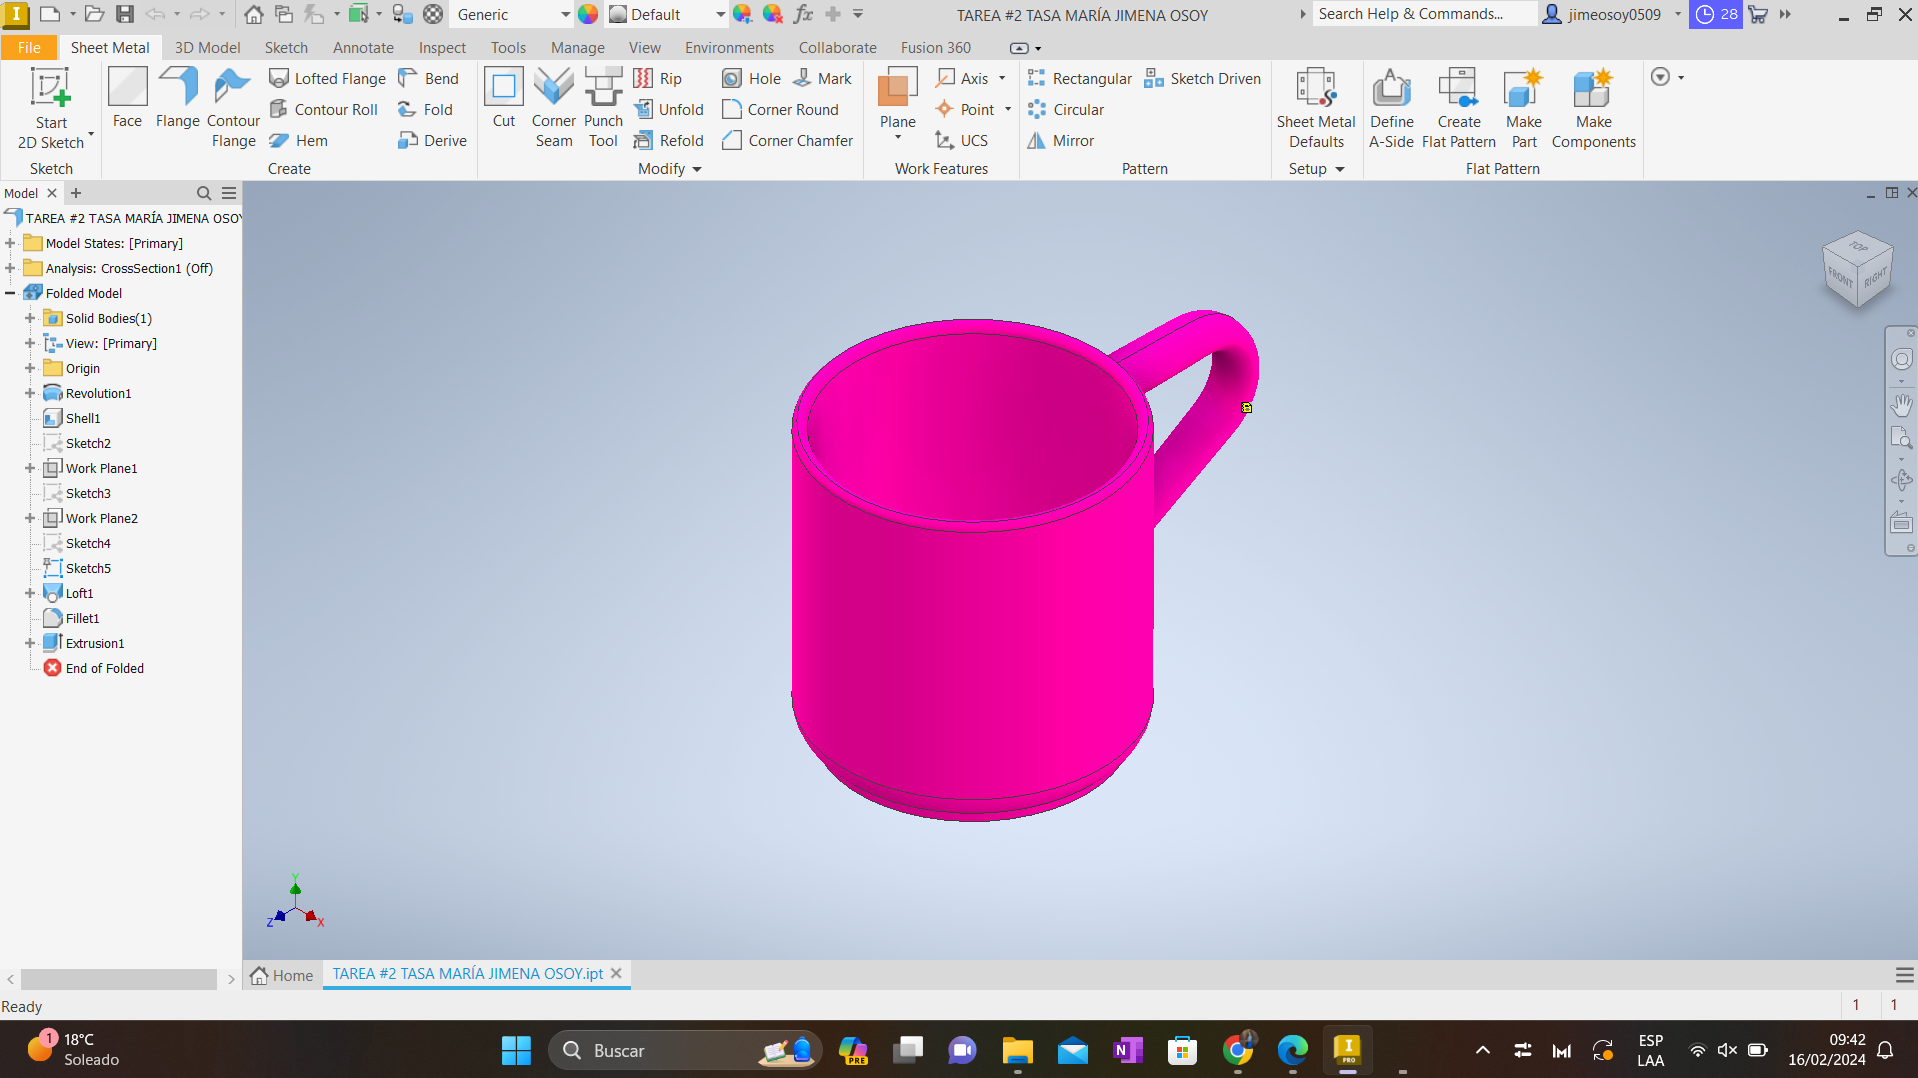 Generic
Default
TAREA #2 TASA MARÍA JIMENA OSOY
Search Help & Commands...
jimeosoy0509
28
File
Sheet Metal
3D Model
Sketch
Annotate
Inspect
Tools
Manage
View
Environments
Collaborate
Fusion 360
Start
2D Sketch
Sketch
Face
Flange
Contour
Flange
Lofted Flange
Contour Roll
Hem
Bend
Fold
Derive
Create
Cut
Corner
Seam
Punch
Tool
Rip
Unfold
Refold
Hole
Mark
Corner Round
Corner Chamfer
Modify
Plane
Axis
Point
UCS
Work Features
Rectangular
Sketch Driven
Circular
Mirror
Pattern
Sheet Metal
Defaults
Setup
Define
A-Side
Create
Flat Pattern
Make
Part
Make
Components
Flat Pattern
Model
TAREA #2 TASA MARÍA JIMENA OSOY
Model States: [Primary]
Analysis: CrossSection1 (Off)
Folded Model
Solid Bodies(1)
View: [Primary]
Origin
Revolution1
Shell1
Sketch2
Work Plane1
Sketch3
Work Plane2
Sketch4
Sketch5
Loft1
Fillet1
Extrusion1
End of Folded
TOP
FRONT
RIGHT
Y
Z
X
Home
TAREA #2 TASA MARÍA JIMENA OSOY.ipt
Ready
1
1
1
18°C
Soleado
Buscar
PRE
N
I
PRO
ESP
LAA
09:42
16/02/2024